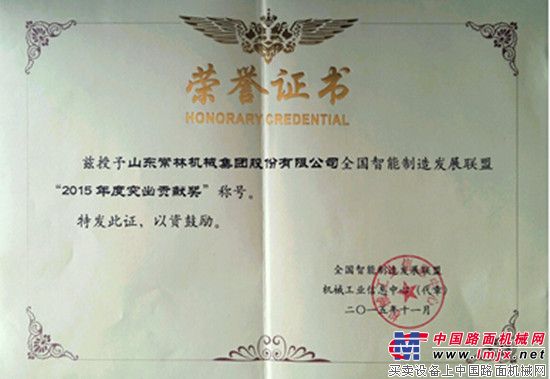 荣誉证书
HONORARY CREDENTIAL
兹授予山东常林机械集团股份有限公司全国智能制造发展联盟
“2015年度突出贡献奖”称号。
特发此证，以资鼓励。
全国智能制造发展联盟
机械工业信息中心（代章）
二〇一五年十一月
中国路面机械网
www.lmjx.net
买卖设备上中国路面机械网